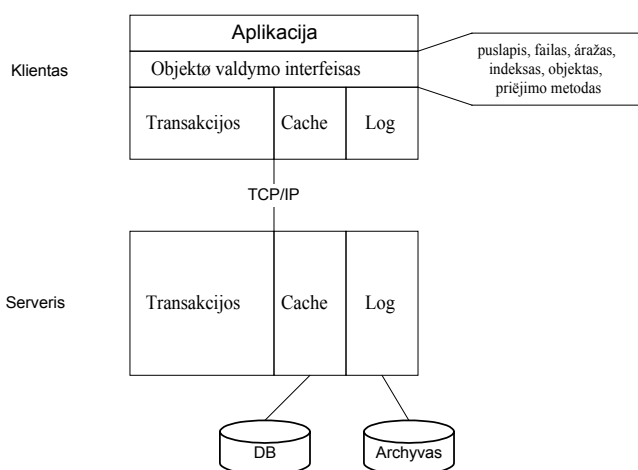 Aplikacija
Klientas
Objektø valdymo interfeisas
puslapis, failas, áraðas,
indeksas, objektas,
priëjimo metodas
Transakcijos
Cache
Log
TCP/IP
Serveris
Transakcijos
Cache
Log
DB
Archyvas